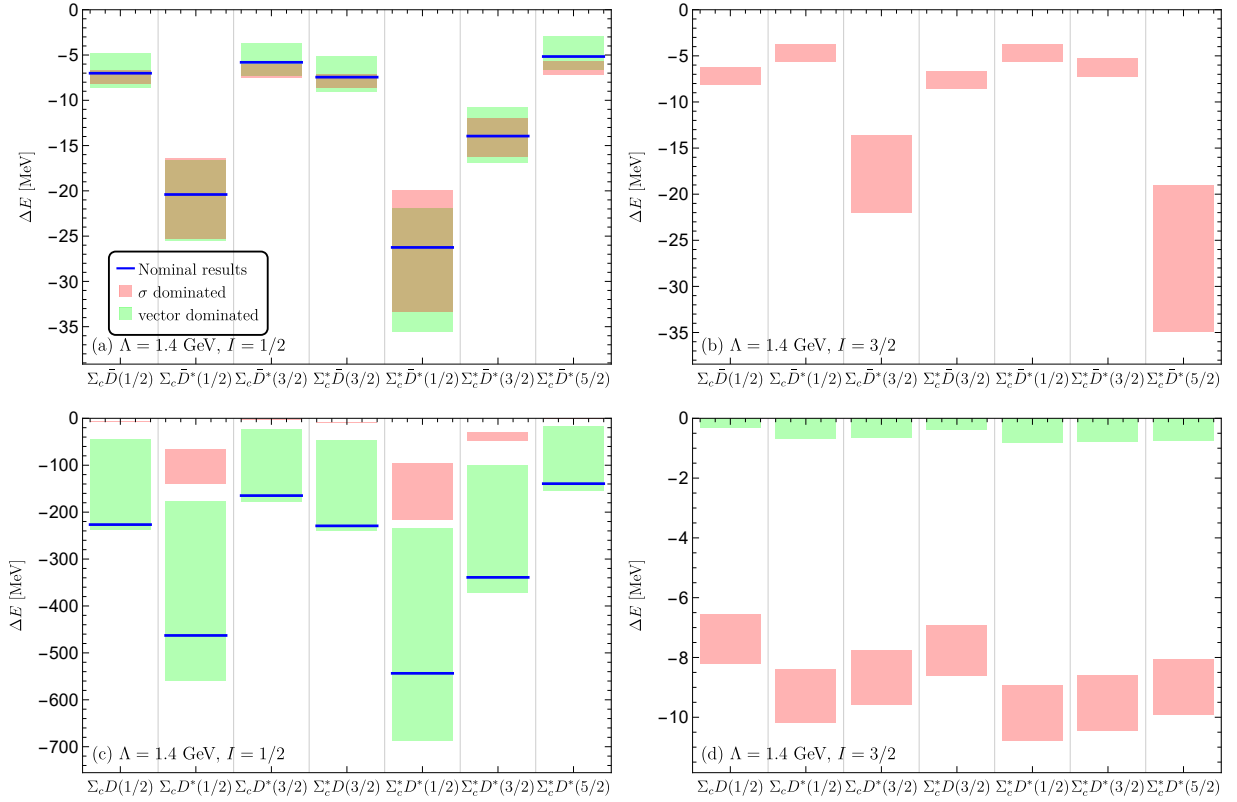 0
−5
−10
−15
−20
−25
−30
−35
ΔE [MeV]
Nominal results
σ dominated
vector dominated
(a) Λ = 1.4 GeV, I = 1/2
Σ_c D̄(1/2) Σ_c D̄*(1/2) Σ_c D̄*(3/2) Σ_c* D̄(3/2) Σ_c* D̄*(1/2) Σ_c* D̄*(3/2) Σ_c* D̄*(5/2)
0
−5
−10
−15
−20
−25
−30
−35
ΔE [MeV]
(b) Λ = 1.4 GeV, I = 3/2
Σ_c D̄(1/2) Σ_c D̄*(1/2) Σ_c D̄*(3/2) Σ_c* D̄(3/2) Σ_c* D̄*(1/2) Σ_c* D̄*(3/2) Σ_c* D̄*(5/2)
0
−100
−200
−300
−400
−500
−600
−700
ΔE [MeV]
(c) Λ = 1.4 GeV, I = 1/2
Σ_c D(1/2) Σ_c D*(1/2) Σ_c D*(3/2) Σ_c* D(3/2) Σ_c* D*(1/2) Σ_c* D*(3/2) Σ_c* D*(5/2)
0
−2
−4
−6
−8
−10
ΔE [MeV]
(d) Λ = 1.4 GeV, I = 3/2
Σ_c D(1/2) Σ_c D*(1/2) Σ_c D*(3/2) Σ_c* D(3/2) Σ_c* D*(1/2) Σ_c* D*(3/2) Σ_c* D*(5/2)